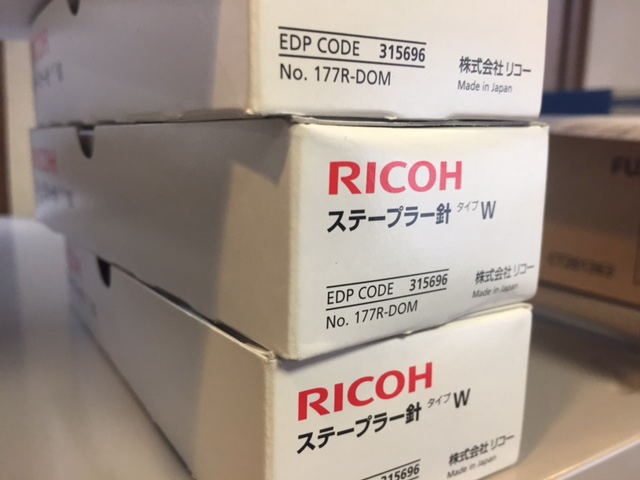 EDP CODE 315696
No. 177R-DOM
株式会社 リコー
Made in Japan
RICOH
ステープラー針 タイプ W
EDP CODE 315696
No. 177R-DOM
株式会社 リコー
Made in Japan
RICOH
ステープラー針 タイプ W
株式会社 リコー
Made in Japan
315696